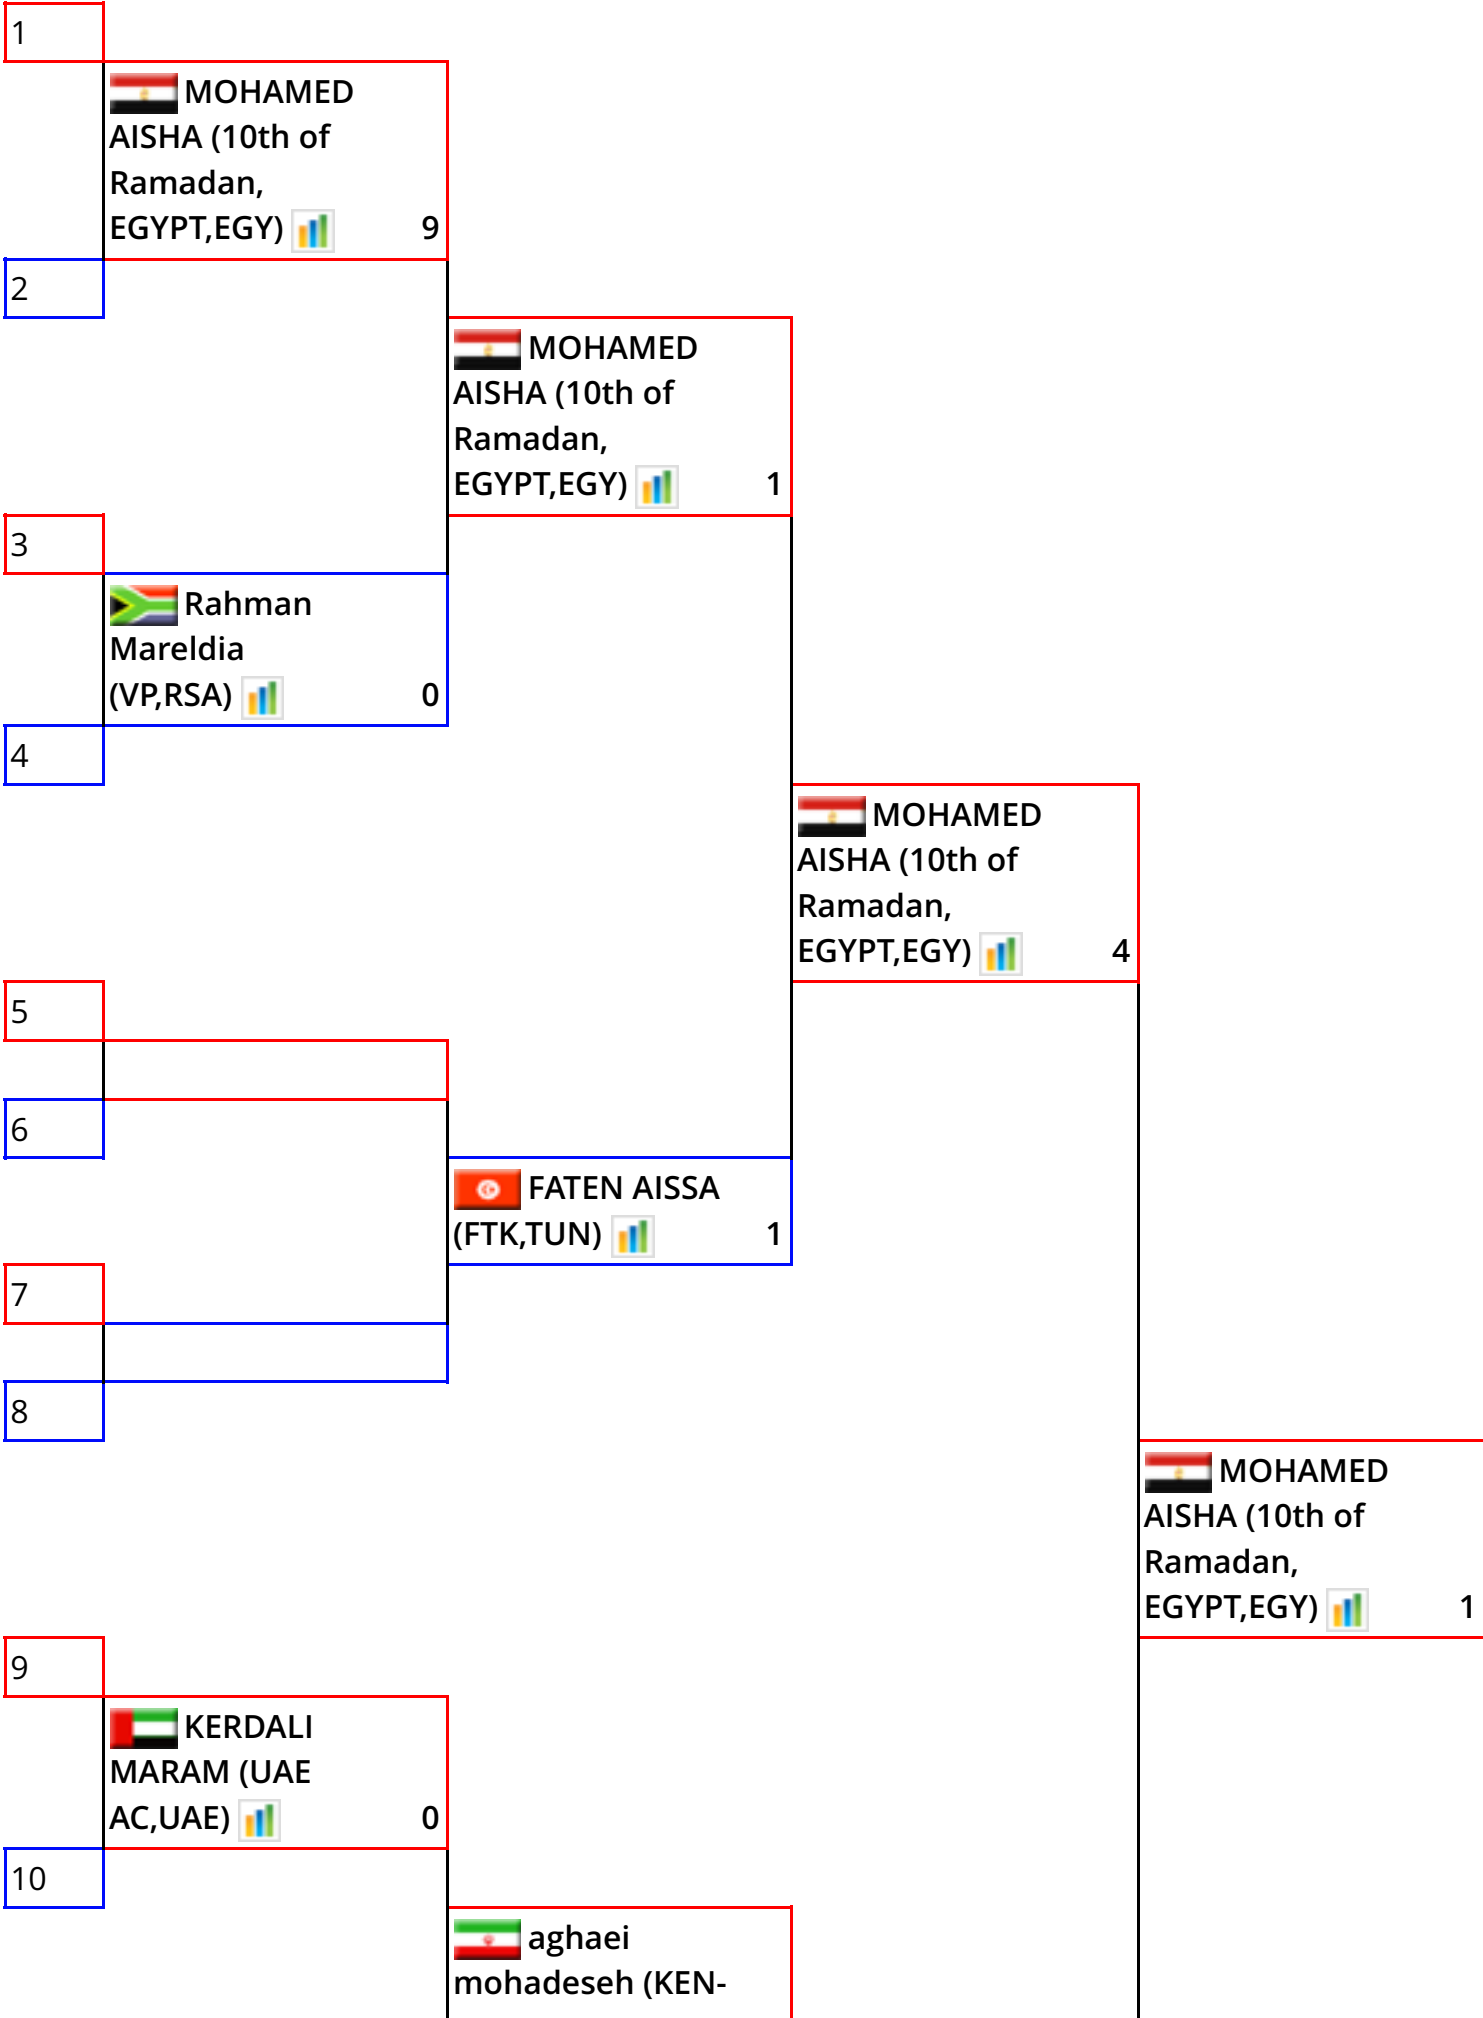 1
MOHAMED
AISHA (10th of
Ramadan,
EGYPT,EGY) 9
2
MOHAMED
AISHA (10th of
Ramadan,
EGYPT,EGY) 1
3
Rahman
Mareldia
(VP,RSA) 0
4
MOHAMED
AISHA (10th of
Ramadan,
EGYPT,EGY) 4
5
6
FATEN AISSA
(FTK,TUN) 1
7
8
MOHAMED
AISHA (10th of
Ramadan,
EGYPT,EGY) 1
9
KERDALI
MARAM (UAE
AC,UAE) 0
10
aghaei
mohadeseh (KEN-